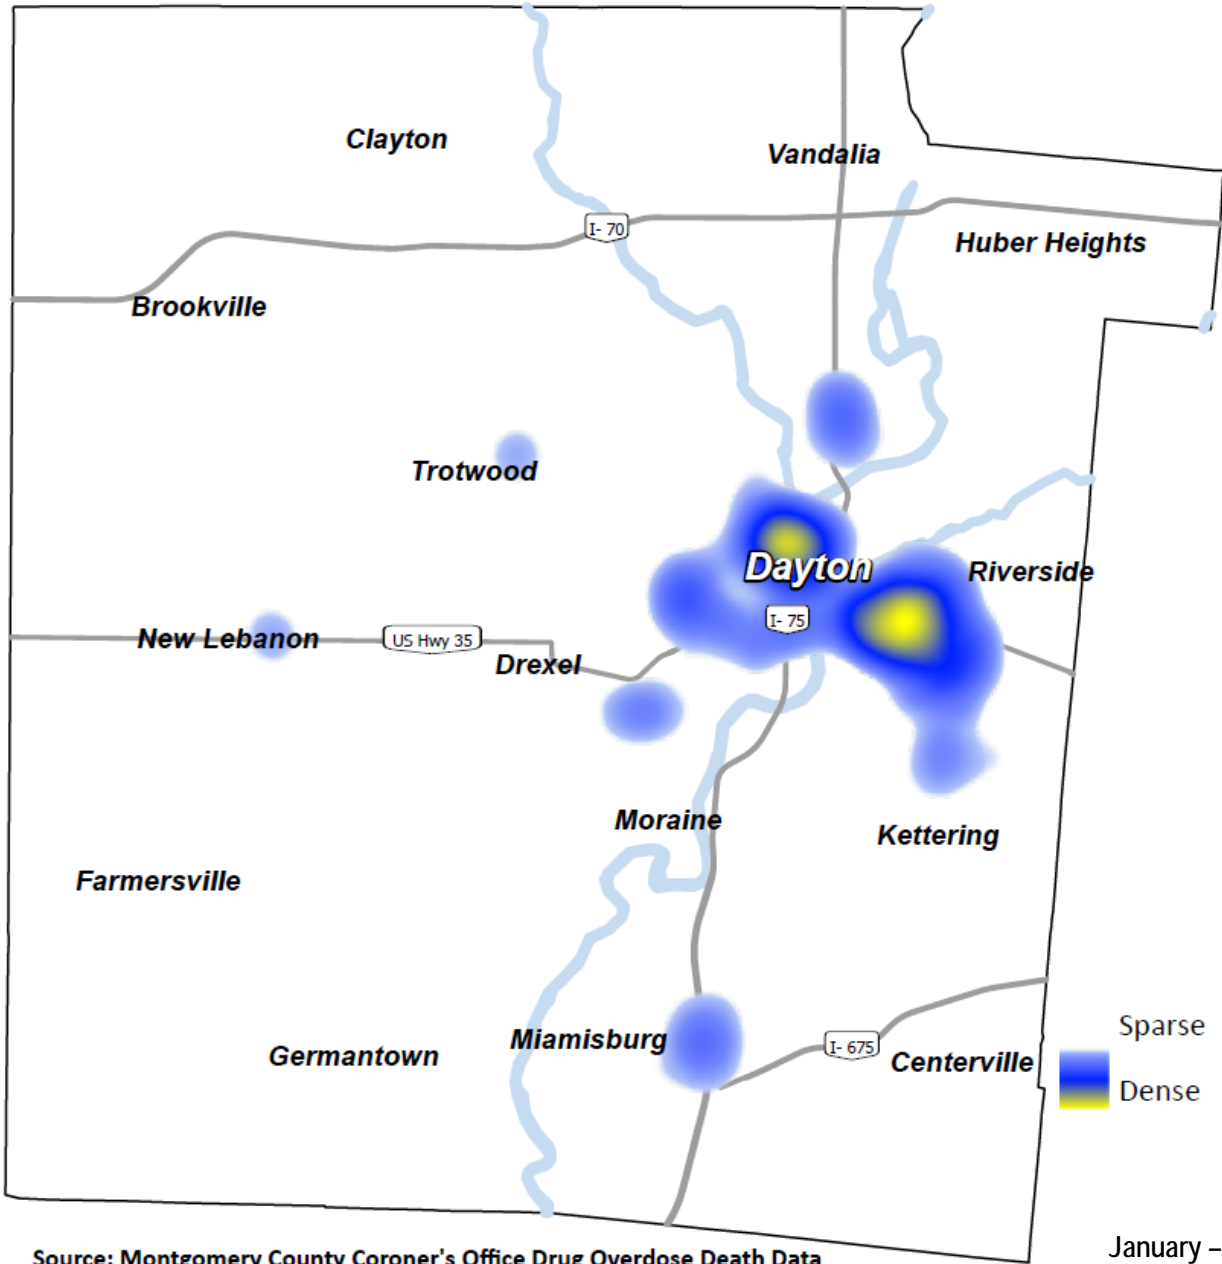 Clayton
Vandalia
I- 70
Huber Heights
Brookville
Trotwood
Dayton
Riverside
I- 75
New Lebanon
US Hwy 35
Drexel
Moraine
Kettering
Farmersville
Sparse
Miamisburg
I- 675
Germantown
Centerville
Dense
January –
Source: Montgomery County Coroner's Office Drug Overdose Death Data